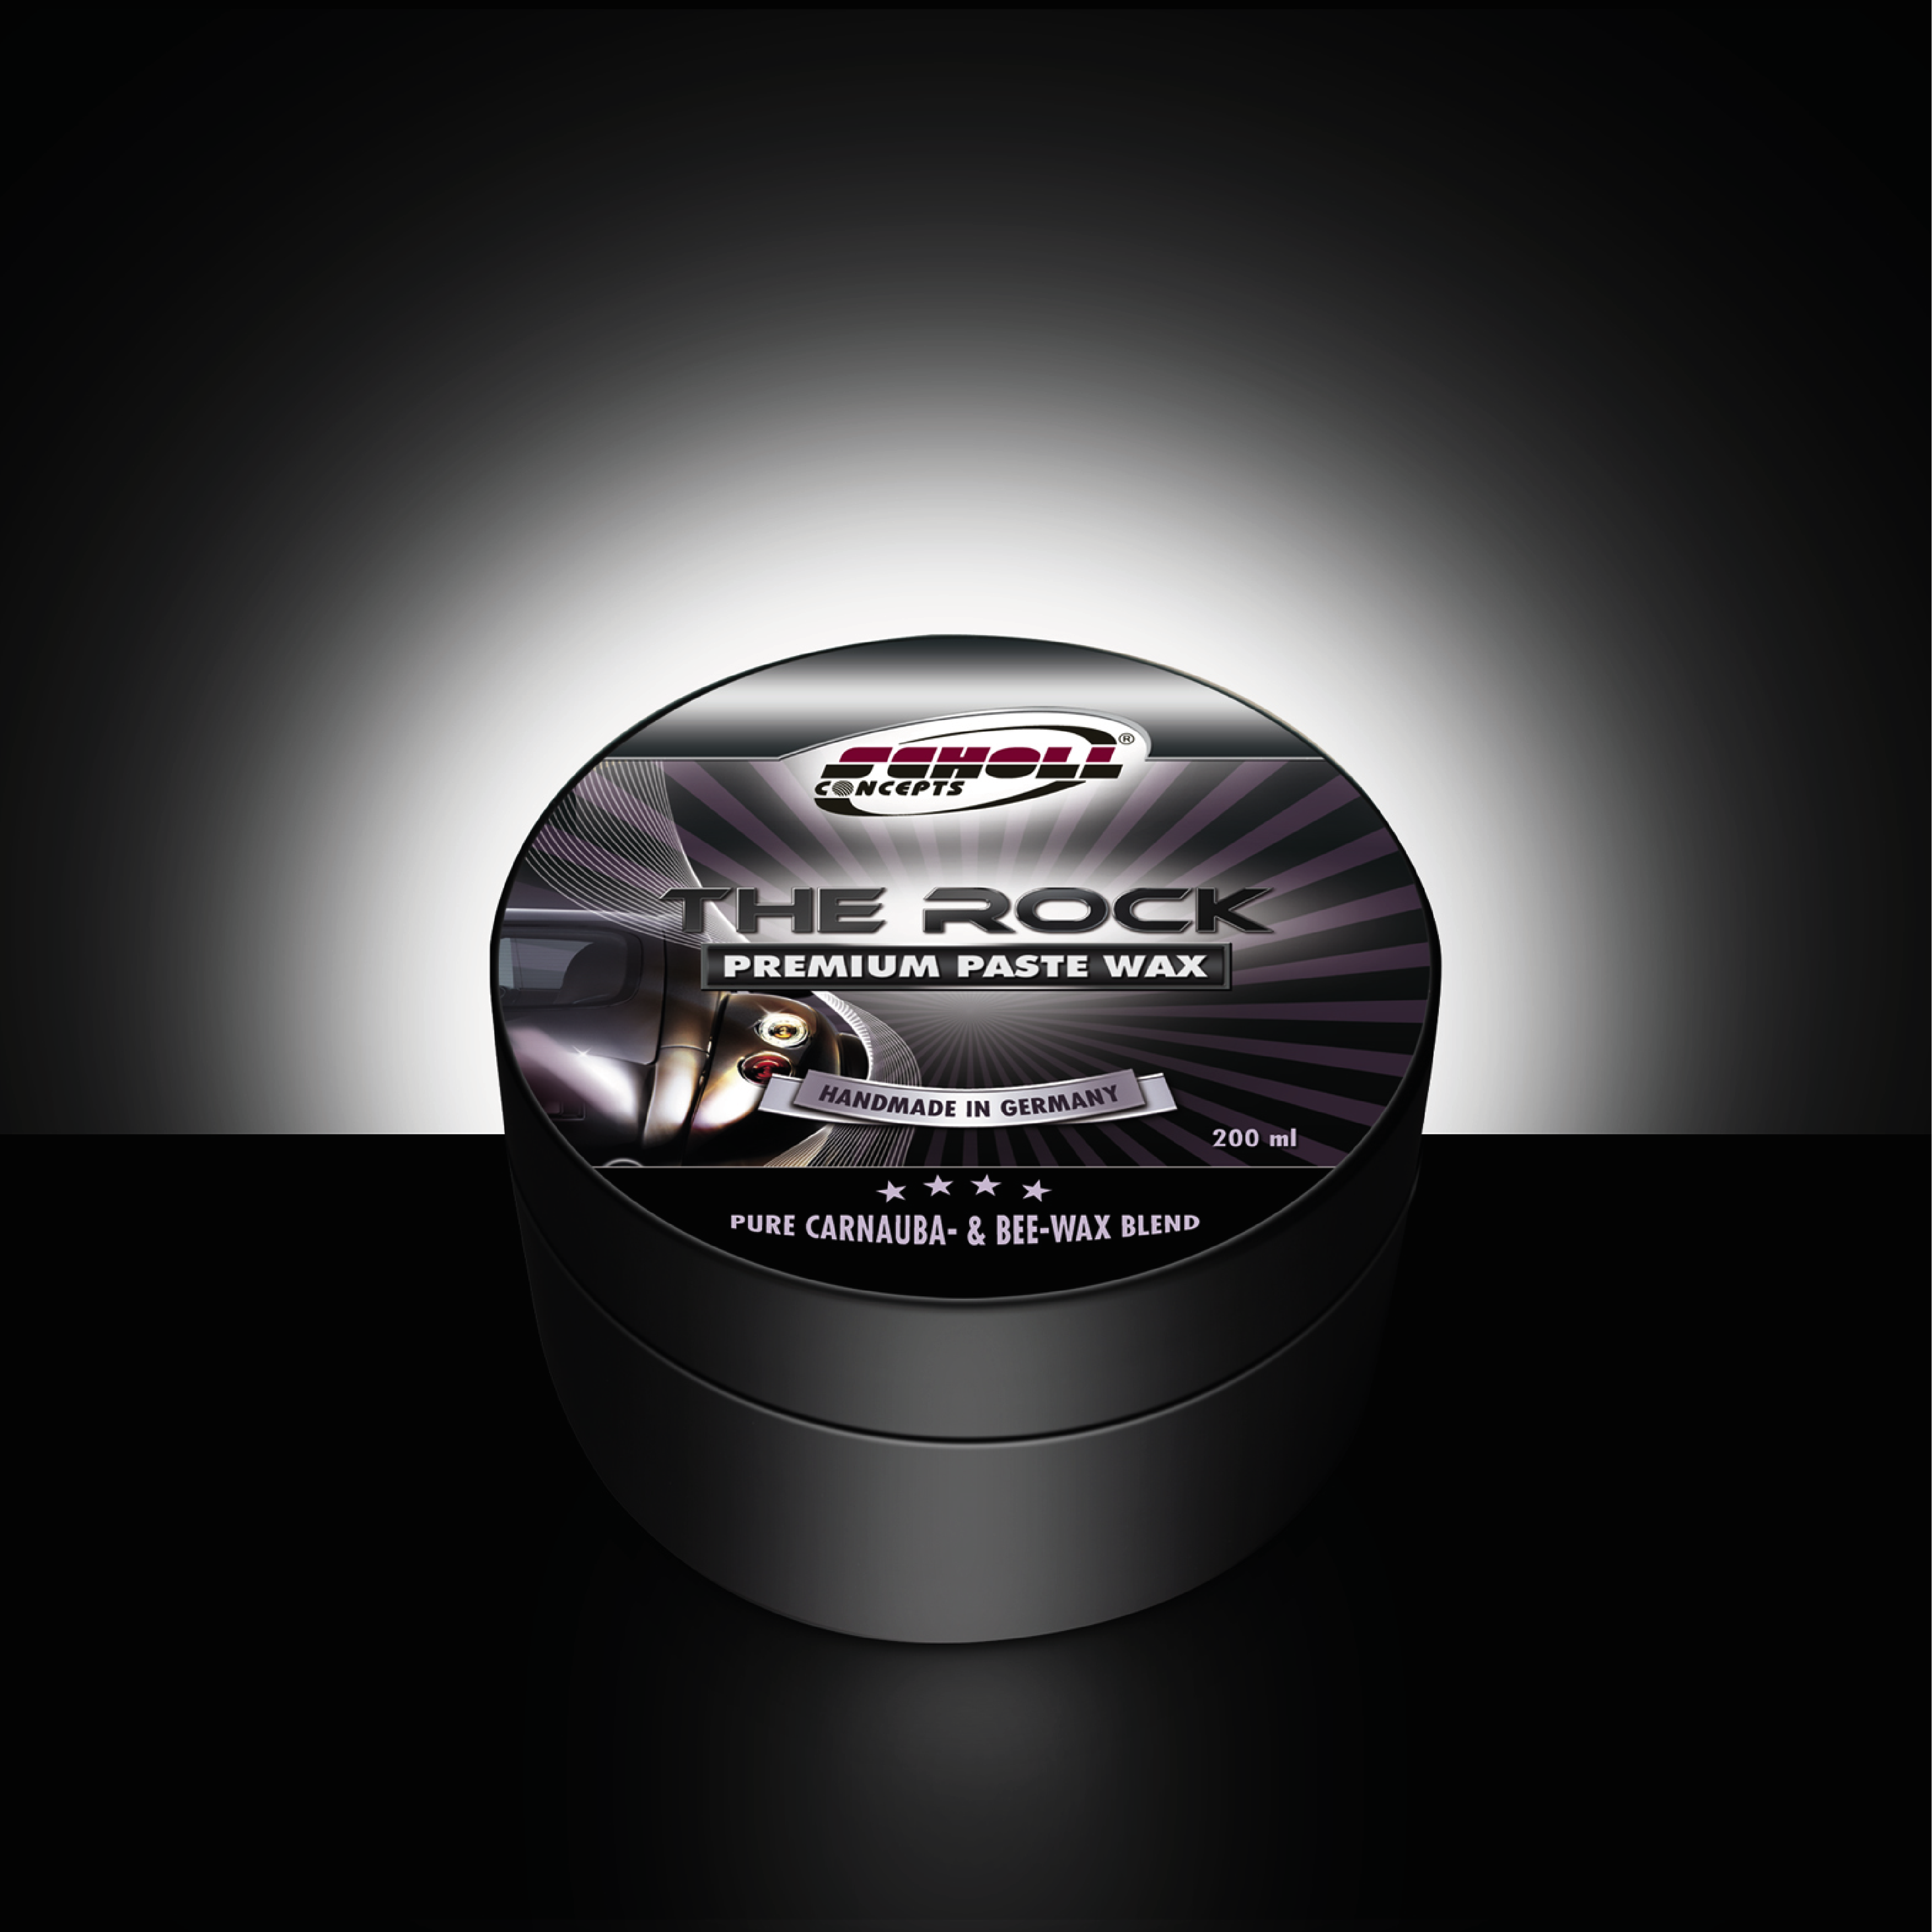 SCHOLL®
CONCEPTS
THE ROCK
PREMIUM PASTE WAX
HANDMADE IN GERMANY
200 ml
PURE CARNAUBA- & BEE-WAX BLEND